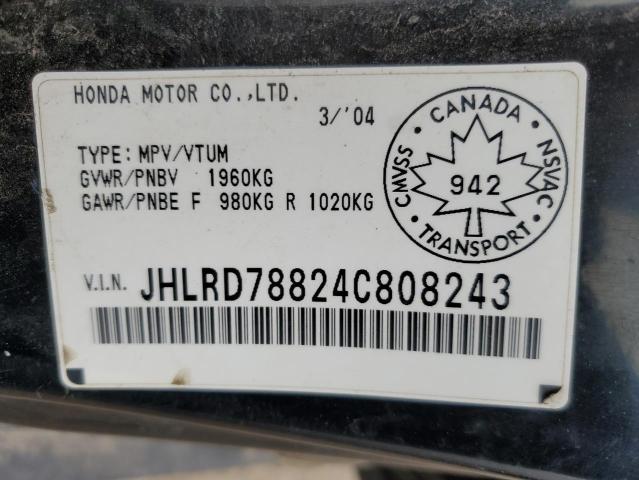 HONDA MOTOR CO.,LTD.
3/'04
TYPE: MPV/VTUM
GVWR/PNBV 1960KG
GAWR/PNBE F 980KG R 1020KG
CANADA
CMVSS
NSVAC
942
TRANSPORT
V.I.N. JHLRD78824C808243